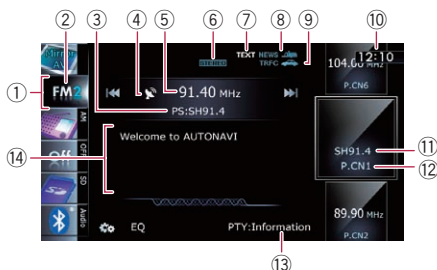 ② ③ ④ ⑤ ⑥ ⑦ ⑧ ⑨ ⑩
TEXT NEWS
TRFC
12:10
①
FM2
91.40 MHz
PS:SH91.4
104.00 MHz
P.CN6
AM
OFF
Off
SD
Audio
⑭
Welcome to AUTONAVI
SH91.4
⑪
P.CN1
⑫
89.90 MHz
P.CN2
EQ
PTY:Information
⑬